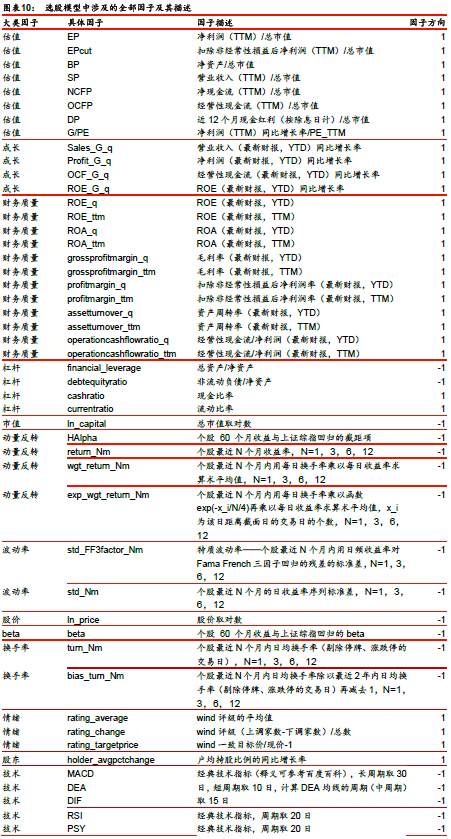 图表10： 选股模型中涉及的全部因子及其描述
大类因子 具体因子 因子描述 因子方向
估值 EP 净利润（TTM）/总市值 1
估值 EPcut 扣除非经常性损益后净利润（TTM）/总市值 1
估值 BP 净资产/总市值 1
估值 SP 营业收入（TTM）/总市值 1
估值 NCFP 净现金流（TTM）/总市值 1
估值 OCFP 经营性现金流（TTM）/总市值 1
估值 DP 近12个月现金红利（按除息日计）/总市值 1
估值 G/PE 净利润（TTM）同比增长率/PE_TTM 1
成长 Sales_G_q 营业收入（最新财报，YTD）同比增长率 1
成长 Profit_G_q 净利润（最新财报，YTD）同比增长率 1
成长 OCF_G_q 经营性现金流（最新财报，YTD）同比增长率 1
成长 ROE_G_q ROE（最新财报，YTD）同比增长率 1
财务质量 ROE_q ROE（最新财报，YTD） 1
财务质量 ROE_ttm ROE（最新财报，TTM） 1
财务质量 ROA_q ROA（最新财报，YTD） 1
财务质量 ROA_ttm ROA（最新财报，TTM） 1
财务质量 grossprofitmargin_q 毛利率（最新财报，YTD） 1
财务质量 grossprofitmargin_ttm 毛利率（最新财报，TTM） 1
财务质量 profitmargin_q 扣除非经常性损益后净利润率（最新财报，YTD） 1
财务质量 profitmargin_ttm 扣除非经常性损益后净利润率（最新财报，TTM） 1
财务质量 assetturnover_q 资产周转率（最新财报，YTD） 1
财务质量 assetturnover_ttm 资产周转率（最新财报，TTM） 1
财务质量 operationcashflowratio_q 经营性现金流/净利润（最新财报，YTD） 1
财务质量 operationcashflowratio_ttm 经营性现金流/净利润（最新财报，TTM） 1
杠杆 financial_leverage 总资产/净资产 -1
杠杆 debtequityratio 非流动负债/净资产 -1
杠杆 cashratio 现金比率 1
杠杆 currentratio 流动比率 1
市值 ln_capital 总市值取对数 -1
动量反转 HAlpha 个股 60 个月收益与上证综指回归的截距项 -1
动量反转 return_Nm 个股最近N个月收益率，N=1，3，6，12 -1
动量反转 wgt_return_Nm 个股最近N个月内用每日换手率乘以每日收益率求 -1
算术平均值，N=1，3，6，12
动量反转 exp_wgt_return_Nm 个股最近N个月内用每日换手率乘以函数 -1
exp(-x_i/N/4)再乘以每日收益率求算术平均值，x_i
为该日距离截面日的交易日的个数，N=1，3，6，
12
波动率 std_FF3factor_Nm 特质波动率——个股最近N个月内用日频收益率对 -1
Fama French三因子回归的残差的标准差，N=1，3，
6，12
波动率 std_Nm 个股最近N个月的日收益率序列标准差，N=1，3， -1
6，12
股价 ln_price 股价取对数 -1
beta beta 个股 60 个月收益与上证综指回归的beta -1
换手率 turn_Nm 个股最近N个月内日均换手率（剔除停牌、涨跌停的 -1
交易日），N=1，3，6，12
换手率 bias_turn_Nm 个股最近N个月内日均换手率除以最近2年内日均换 -1
手率（剔除停牌、涨跌停的交易日）再减去1，N=1，
3，6，12
情绪 rating_average wind评级的平均值 1
情绪 rating_change wind评级（上调家数-下调家数）/总数 1
情绪 rating_targetprice wind一致目标价/现价-1 1
股东 holder_avgpctchange 户均持股比例的同比增长率 1
技术 MACD 经典技术指标（释义可参考百度百科），长周期取30 -1
技术 DEA 日，短周期取10日，计算DEA均线的周期（中周期） -1
技术 DIF 取15日 -1
技术 RSI 经典技术指标，周期取20日 -1
技术 PSY 经典技术指标，周期取20日 -1